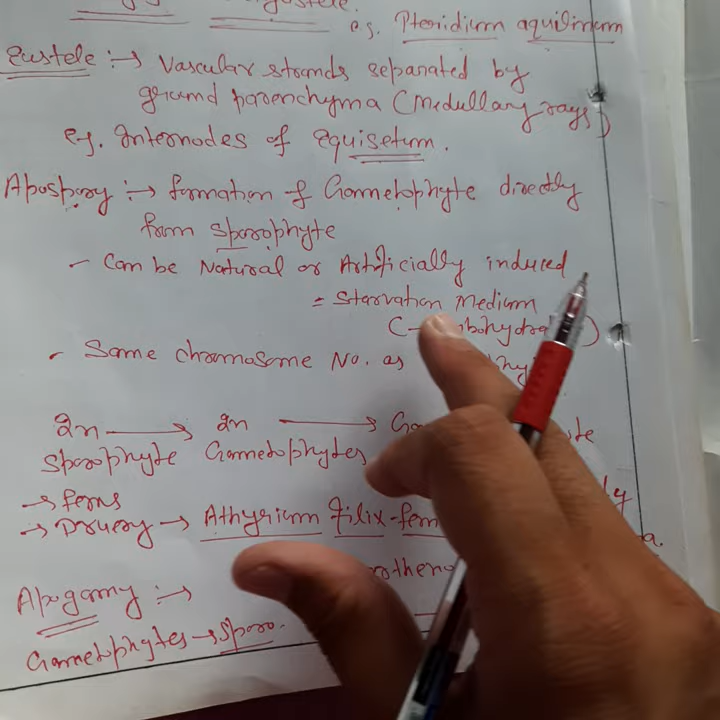 e.g. Pteridium aquilinum
Eustele :→ Vascular strands separated by
ground parenchyma (Medullary rays)
eg. Internodes of Equisetum.
Apospory :→ formation of Gametophyte directly
from sporophyte
- Can be Natural or Artificially induced
= Starvation Medium
- Same chromosome No. as
2n → 2n →
Sporophyte Gametophytes
→ ferns
→ Druery → Athyrium filix-fem
Apogamy :→
Gametophytes → Sporo.